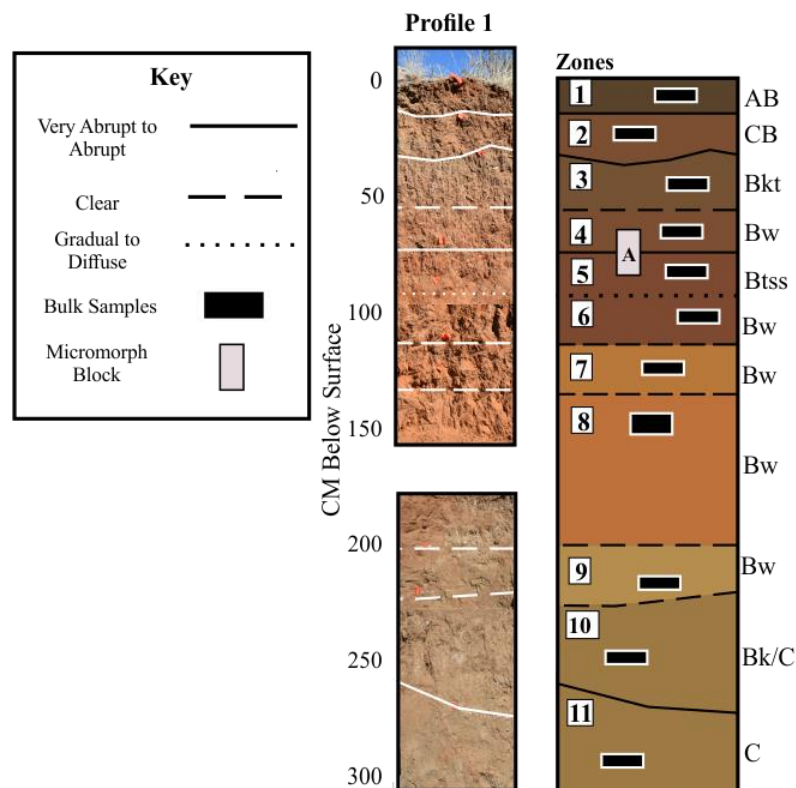 Profile 1
Key
Very Abrupt to
Abrupt
Clear
Gradual to
Diffuse
Bulk Samples
Micromorph
Block
CM Below Surface
0
50
100
150
200
250
300
Zones
1 AB
2 CB
3 Bkt
4 Bw
A
5 Btss
6 Bw
7 Bw
8 Bw
9 Bw
10 Bk/C
11 C